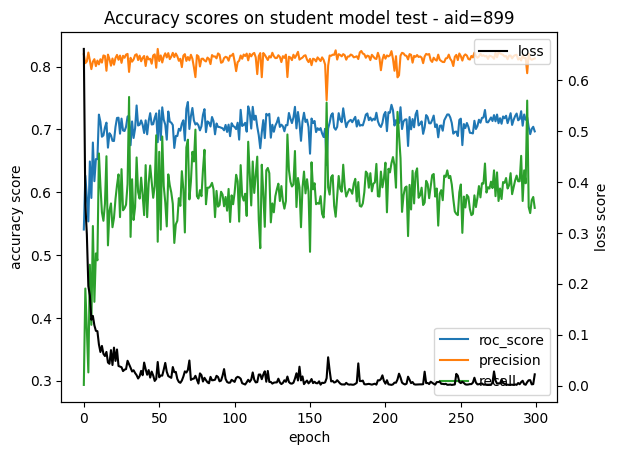 Accuracy scores on student model test - aid=899
loss
0.8
0.7
0.6
0.5
0.4
0.3
accuracy score
0.6
0.5
0.4
0.3
0.2
0.1
0.0
loss score
roc_score
precision
recall
0
50
100
150
200
250
300
epoch